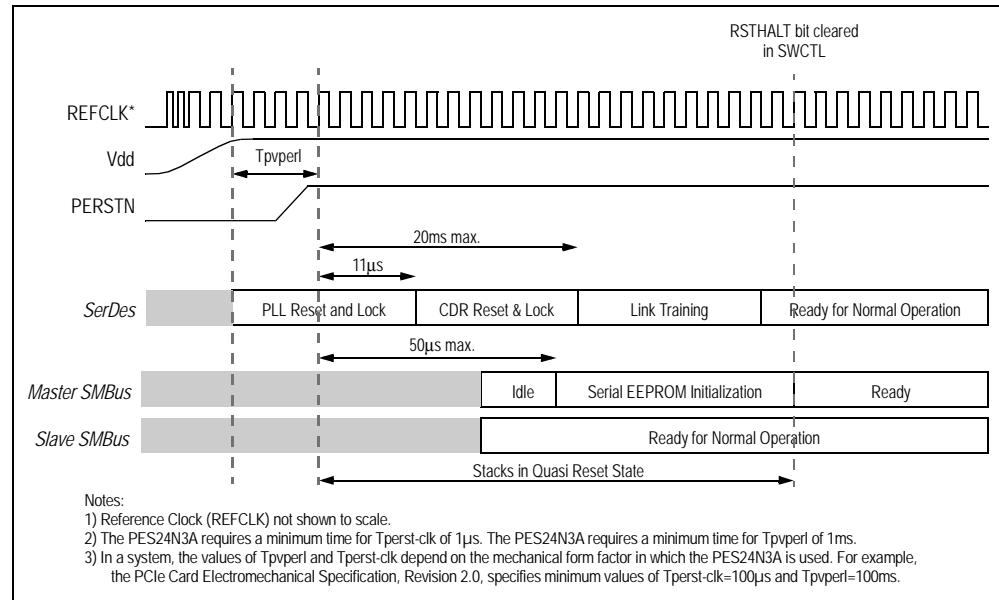 RSTHALT bit cleared
in SWCTL
REFCLK*
Vdd
Tpvperl
PERSTN
20ms max.
11µs
SerDes
PLL Reset and Lock
CDR Reset & Lock
Link Training
Ready for Normal Operation
50µs max.
Master SMBus
Idle
Serial EEPROM Initialization
Ready
Slave SMBus
Ready for Normal Operation
Stacks in Quasi Reset State
Notes:
1) Reference Clock (REFCLK) not shown to scale.
2) The PES24N3A requires a minimum time for Tperst-clk of 1µs. The PES24N3A requires a minimum time for Tpvperl of 1ms.
3) In a system, the values of Tpvperl and Tperst-clk depend on the mechanical form factor in which the PES24N3A is used. For example,
the PCIe Card Electromechanical Specification, Revision 2.0, specifies minimum values of Tperst-clk=100µs and Tpvperl=100ms.